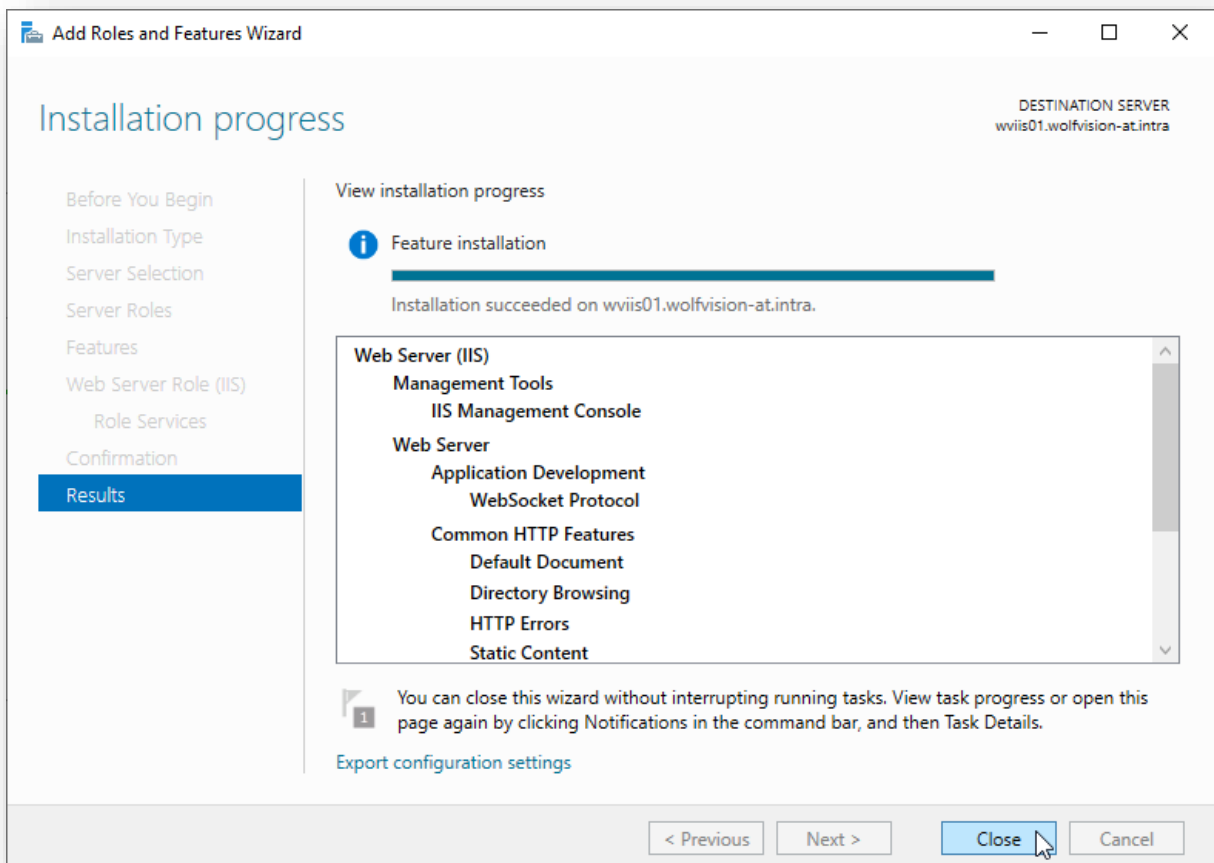 Add Roles and Features Wizard
Installation progress
DESTINATION SERVER
wviis01.wolfvision-at.intra
Before You Begin
Installation Type
Server Selection
Server Roles
Features
Web Server Role (IIS)
Role Services
Confirmation
Results
View installation progress
Feature installation
Installation succeeded on wviis01.wolfvision-at.intra.
Web Server (IIS)
Management Tools
IIS Management Console
Web Server
Application Development
WebSocket Protocol
Common HTTP Features
Default Document
Directory Browsing
HTTP Errors
Static Content
1
You can close this wizard without interrupting running tasks. View task progress or open this
page again by clicking Notifications in the command bar, and then Task Details.
Export configuration settings
< Previous
Next >
Close
Cancel